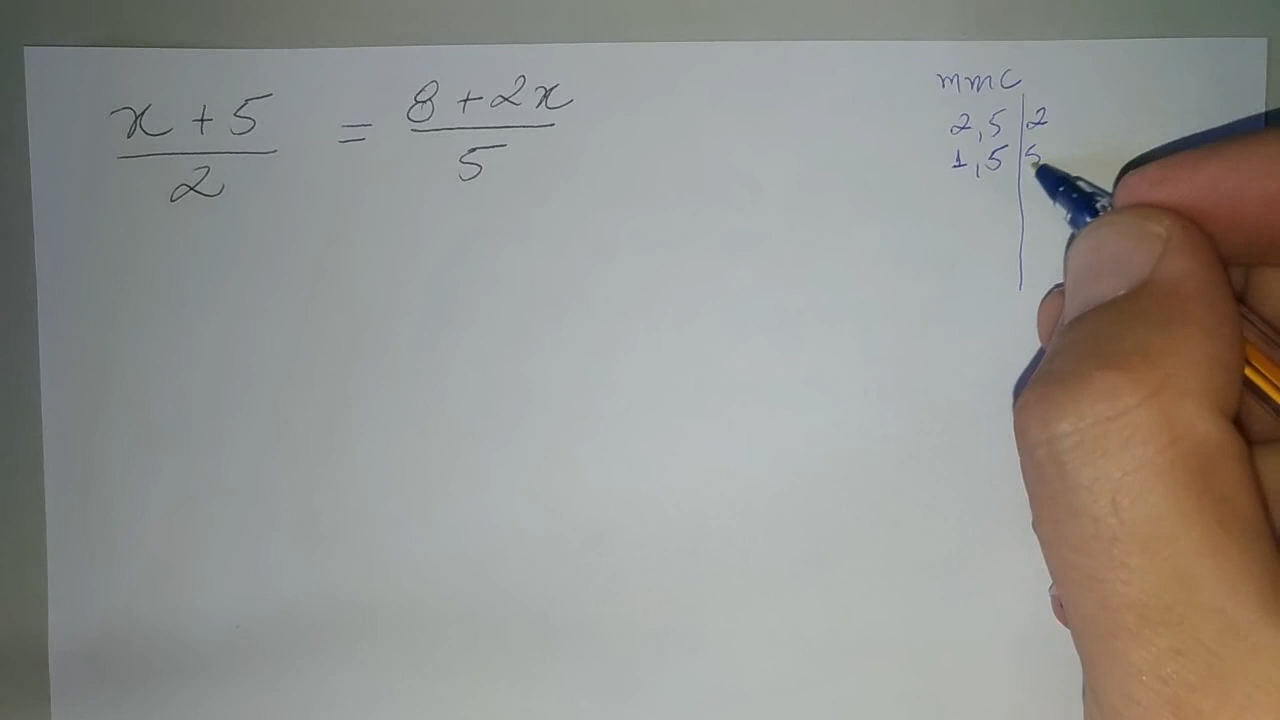 x + 5 / 2 = 8 + 2x / 5
mmc
2,5 | 2
1,5 | 5